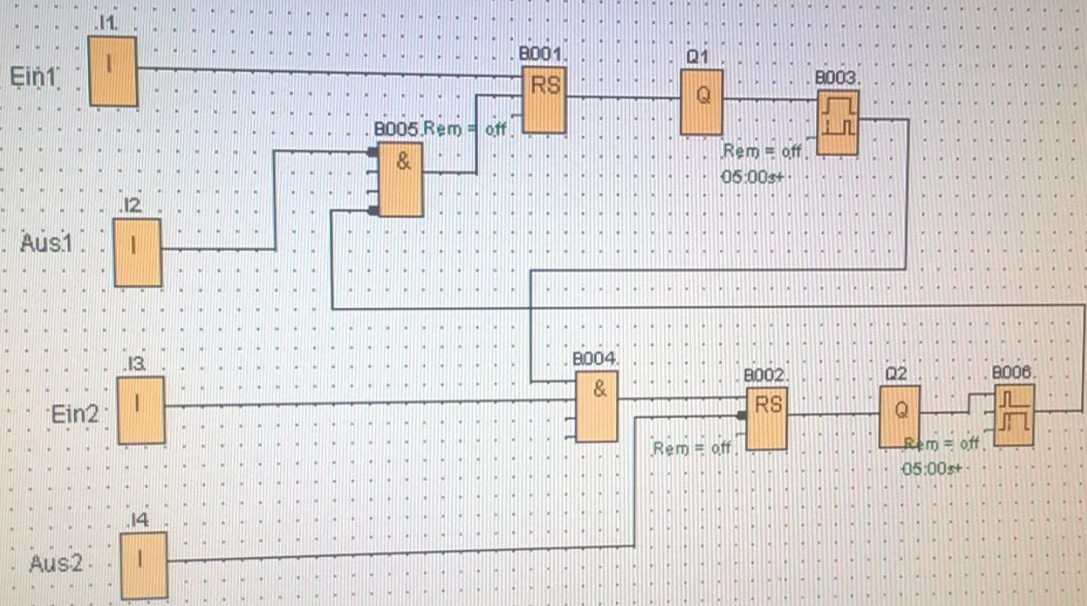 I1
Ein1
I
B001
RS
Q1
Q
B003
B005
Rem = off
&
Rem = off
05:00s+
I2
Aus1
I
I3
Ein2
I
B004
&
B002
RS
Rem = off
Q2
Q
B006
Rem = off
05:00s+
I4
Aus2
I